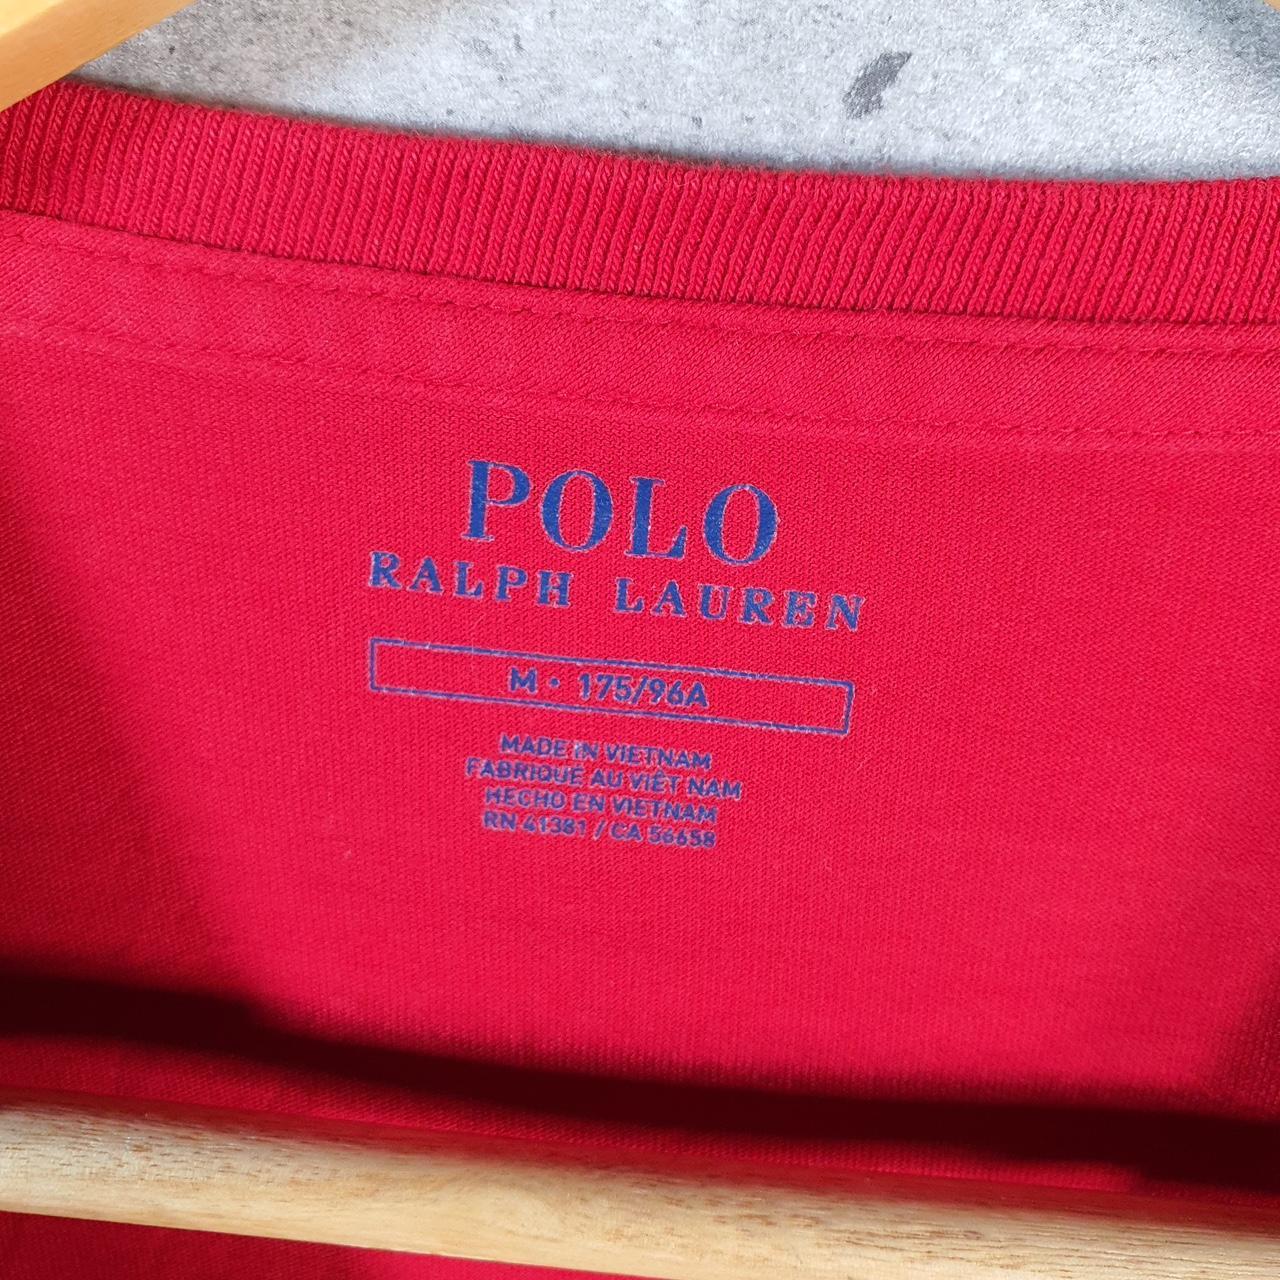 POLO
RALPH LAUREN
M • 175/96A
MADE IN VIETNAM
FABRIQUÉ AU VIÊT NAM
HECHO EN VIETNAM
RN 41381 / CA 56658